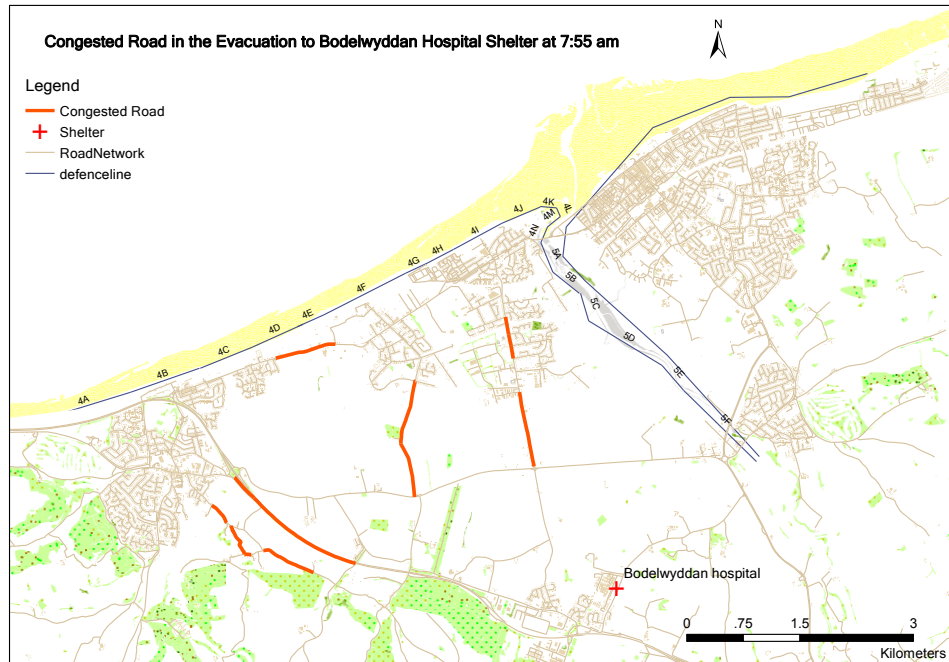 Congested Road in the Evacuation to Bodelwyddan Hospital Shelter at 7:55 am
N
Legend
Congested Road
Shelter
RoadNetwork
defenceline
4A
4B
4C
4D
4E
4F
4G
4H
4I
4J
4K
4L
4M
4N
5A
5B
5C
5D
5E
5F
Bodelwyddan hospital
0 .75 1.5 3
Kilometers